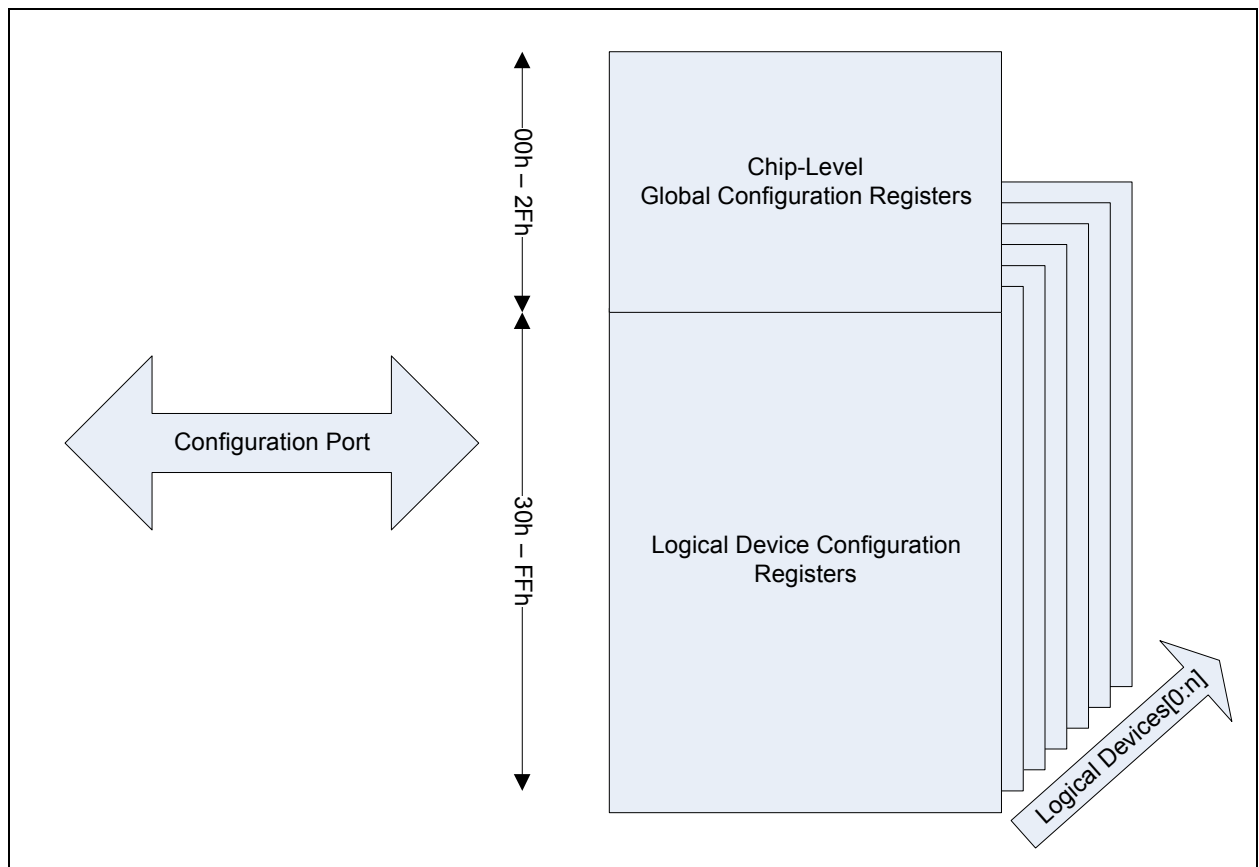 00h – 2Fh
Chip-Level
Global Configuration Registers
Configuration Port
30h – FFh
Logical Device Configuration
Registers
Logical Devices[0:n]